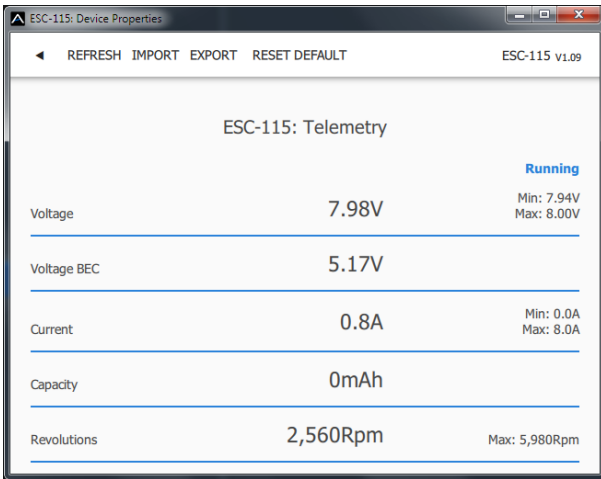 ESC-115: Device Properties
◄ REFRESH IMPORT EXPORT RESET DEFAULT ESC-115 V1.09
ESC-115: Telemetry
Running
Voltage 7.98V Min: 7.94V
Max: 8.00V
Voltage BEC 5.17V
Current 0.8A Min: 0.0A
Max: 8.0A
Capacity 0mAh
Revolutions 2,560Rpm Max: 5,980Rpm